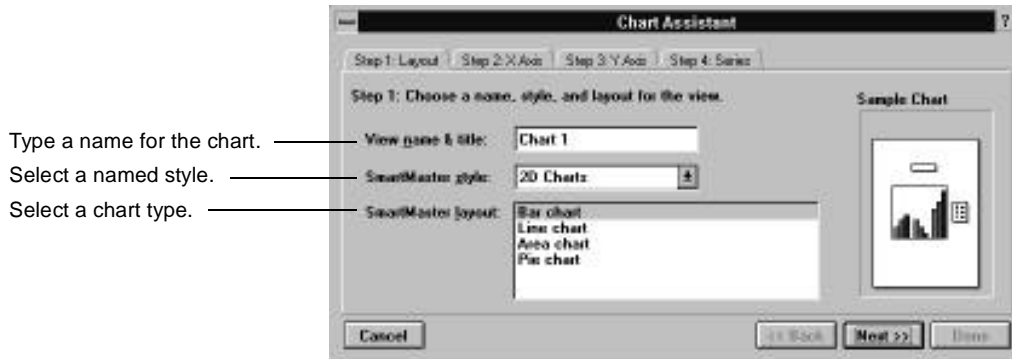 Chart Assistant
?
Step 1: Layout
Step 2: X Axis
Step 3: Y Axis
Step 4: Series
Step 1: Choose a name, style, and layout for the view.
Sample Chart
Type a name for the chart.
View name & title:
Chart 1
Select a named style.
SmartMaster style:
2D Charts
Select a chart type.
SmartMaster layout:
Bar chart
Line chart
Area chart
Pie chart
Cancel
<< Back
Next >>
Done